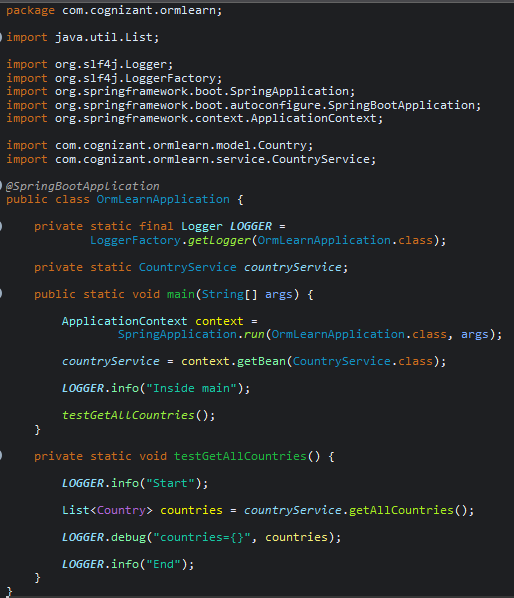 package com.cognizant.ormlearn;
import java.util.List;
import org.slf4j.Logger;
import org.slf4j.LoggerFactory;
import org.springframework.boot.SpringApplication;
import org.springframework.boot.autoconfigure.SpringBootApplication;
import org.springframework.context.ApplicationContext;
import com.cognizant.ormlearn.model.Country;
import com.cognizant.ormlearn.service.CountryService;
@SpringBootApplication
public class OrmLearnApplication {
private static final Logger LOGGER =
LoggerFactory.getLogger(OrmLearnApplication.class);
private static CountryService countryService;
public static void main(String[] args) {
ApplicationContext context =
SpringApplication.run(OrmLearnApplication.class, args);
countryService = context.getBean(CountryService.class);
LOGGER.info("Inside main");
testGetAllCountries();
}
private static void testGetAllCountries() {
LOGGER.info("Start");
List<Country> countries = countryService.getAllCountries();
LOGGER.debug("countries={}", countries);
LOGGER.info("End");
}
}